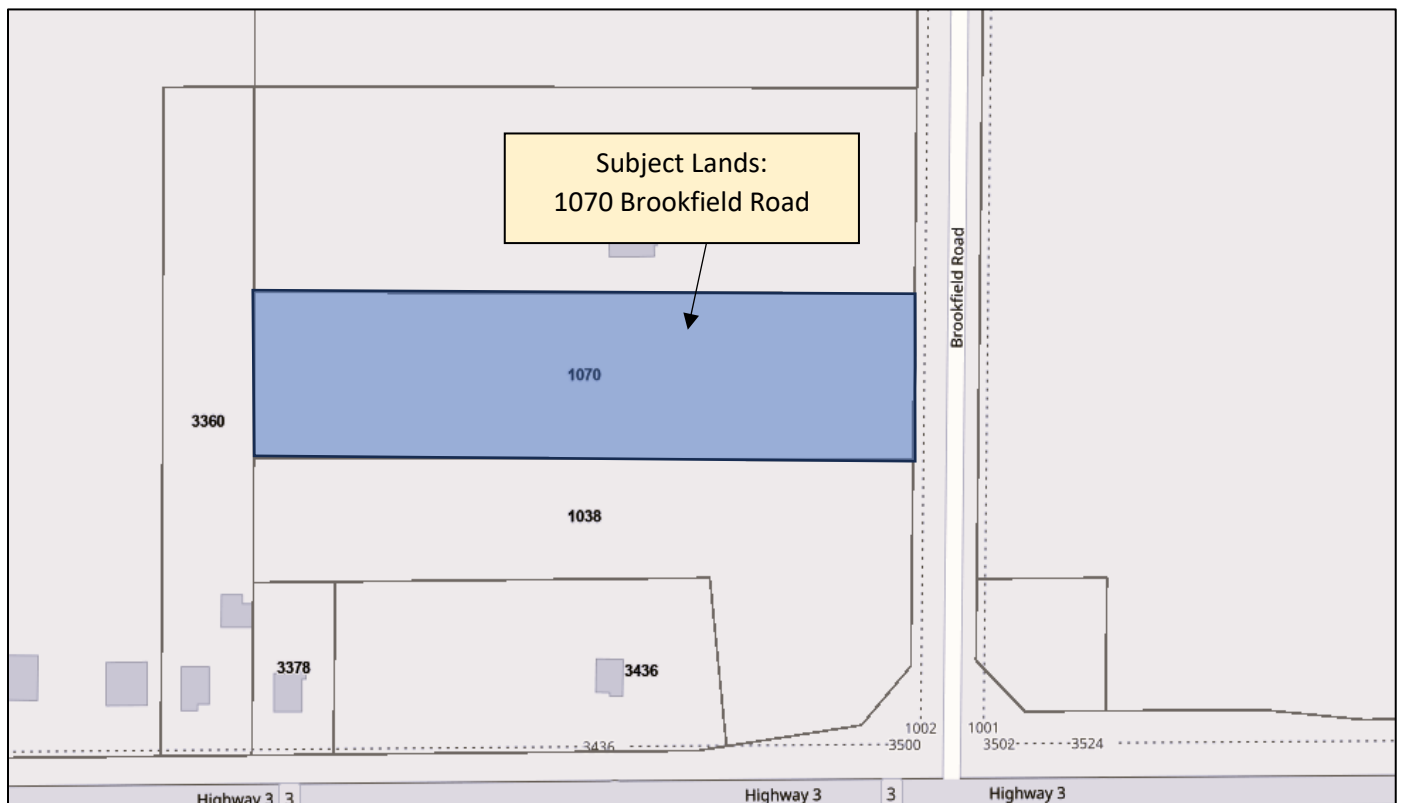 Subject Lands:
1070 Brookfield Road
Brookfield Road
1070
3360
1038
3378
3436
1002
1001
3436
3500
3502
3524
Highway 3
3
Highway 3
3
Highway 3